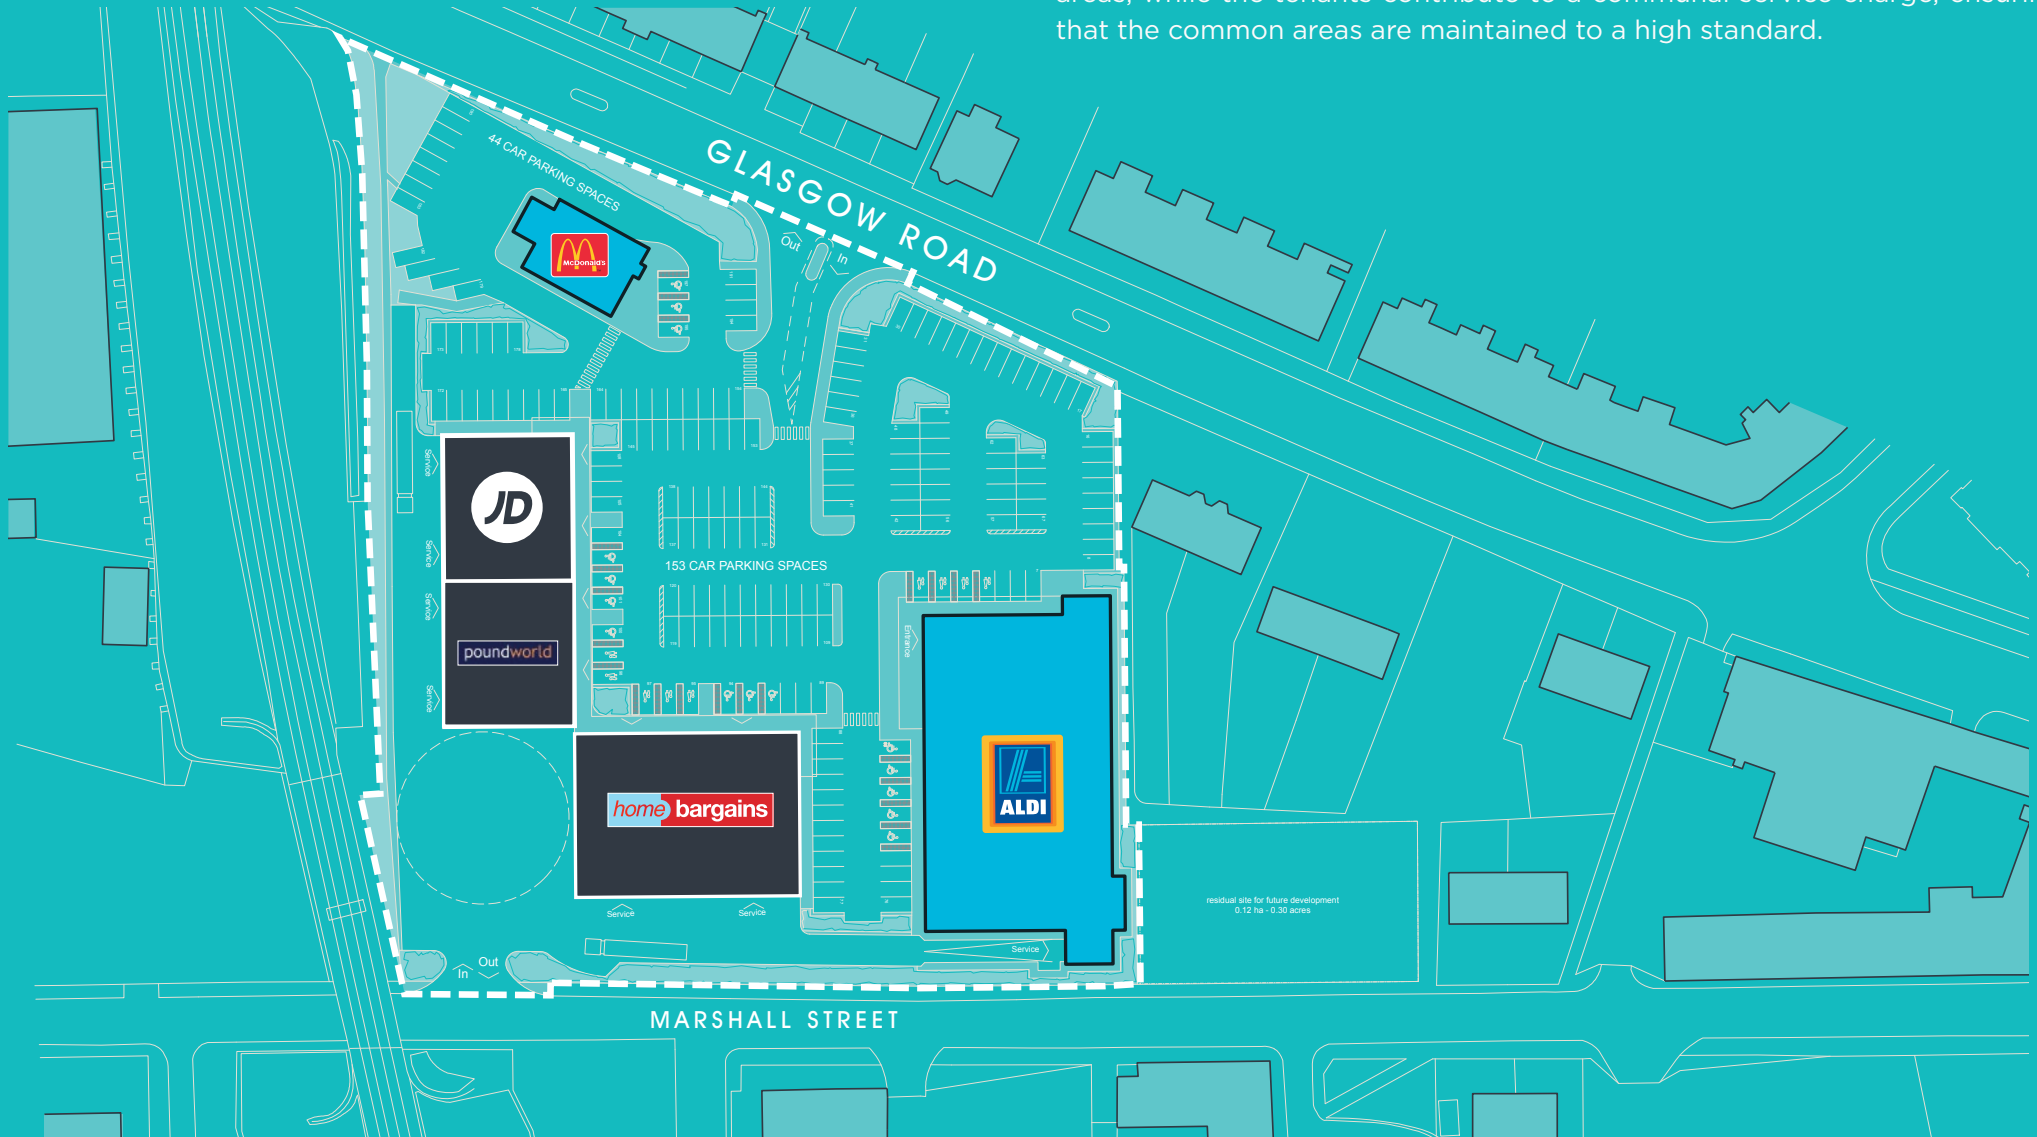 that the common areas are maintained to a high standard.
GLASGOW ROAD
44 CAR PARKING SPACES
McDonald's
Out
In
Service
JD
Service
153 CAR PARKING SPACES
Service
Entrance
poundworld
Service
home bargains
ALDI
residual site for future development
0.12 ha - 0.30 acres
Service
Service
Service
In
Out
MARSHALL STREET